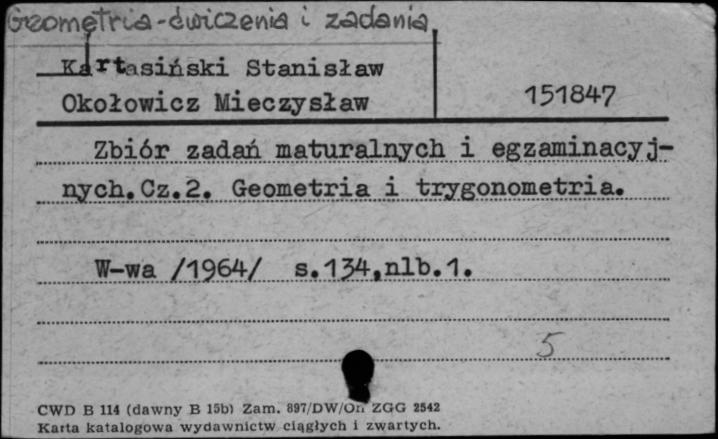 Geometria - ćwiczenia i zadania
Kartasiński Stanisław
Okołowicz Mieczysław
151847
Zbiór zadań maturalnych i egzaminacyj-
nych.Cz.2. Geometria i trygonometria.
W-wa /1964/ s.134,nlb.1.
5
CWD B 114 (dawny B 15b) Zam. 897/DW/On ZGG 2542
Karta katalogowa wydawnictw ciągłych i zwartych.